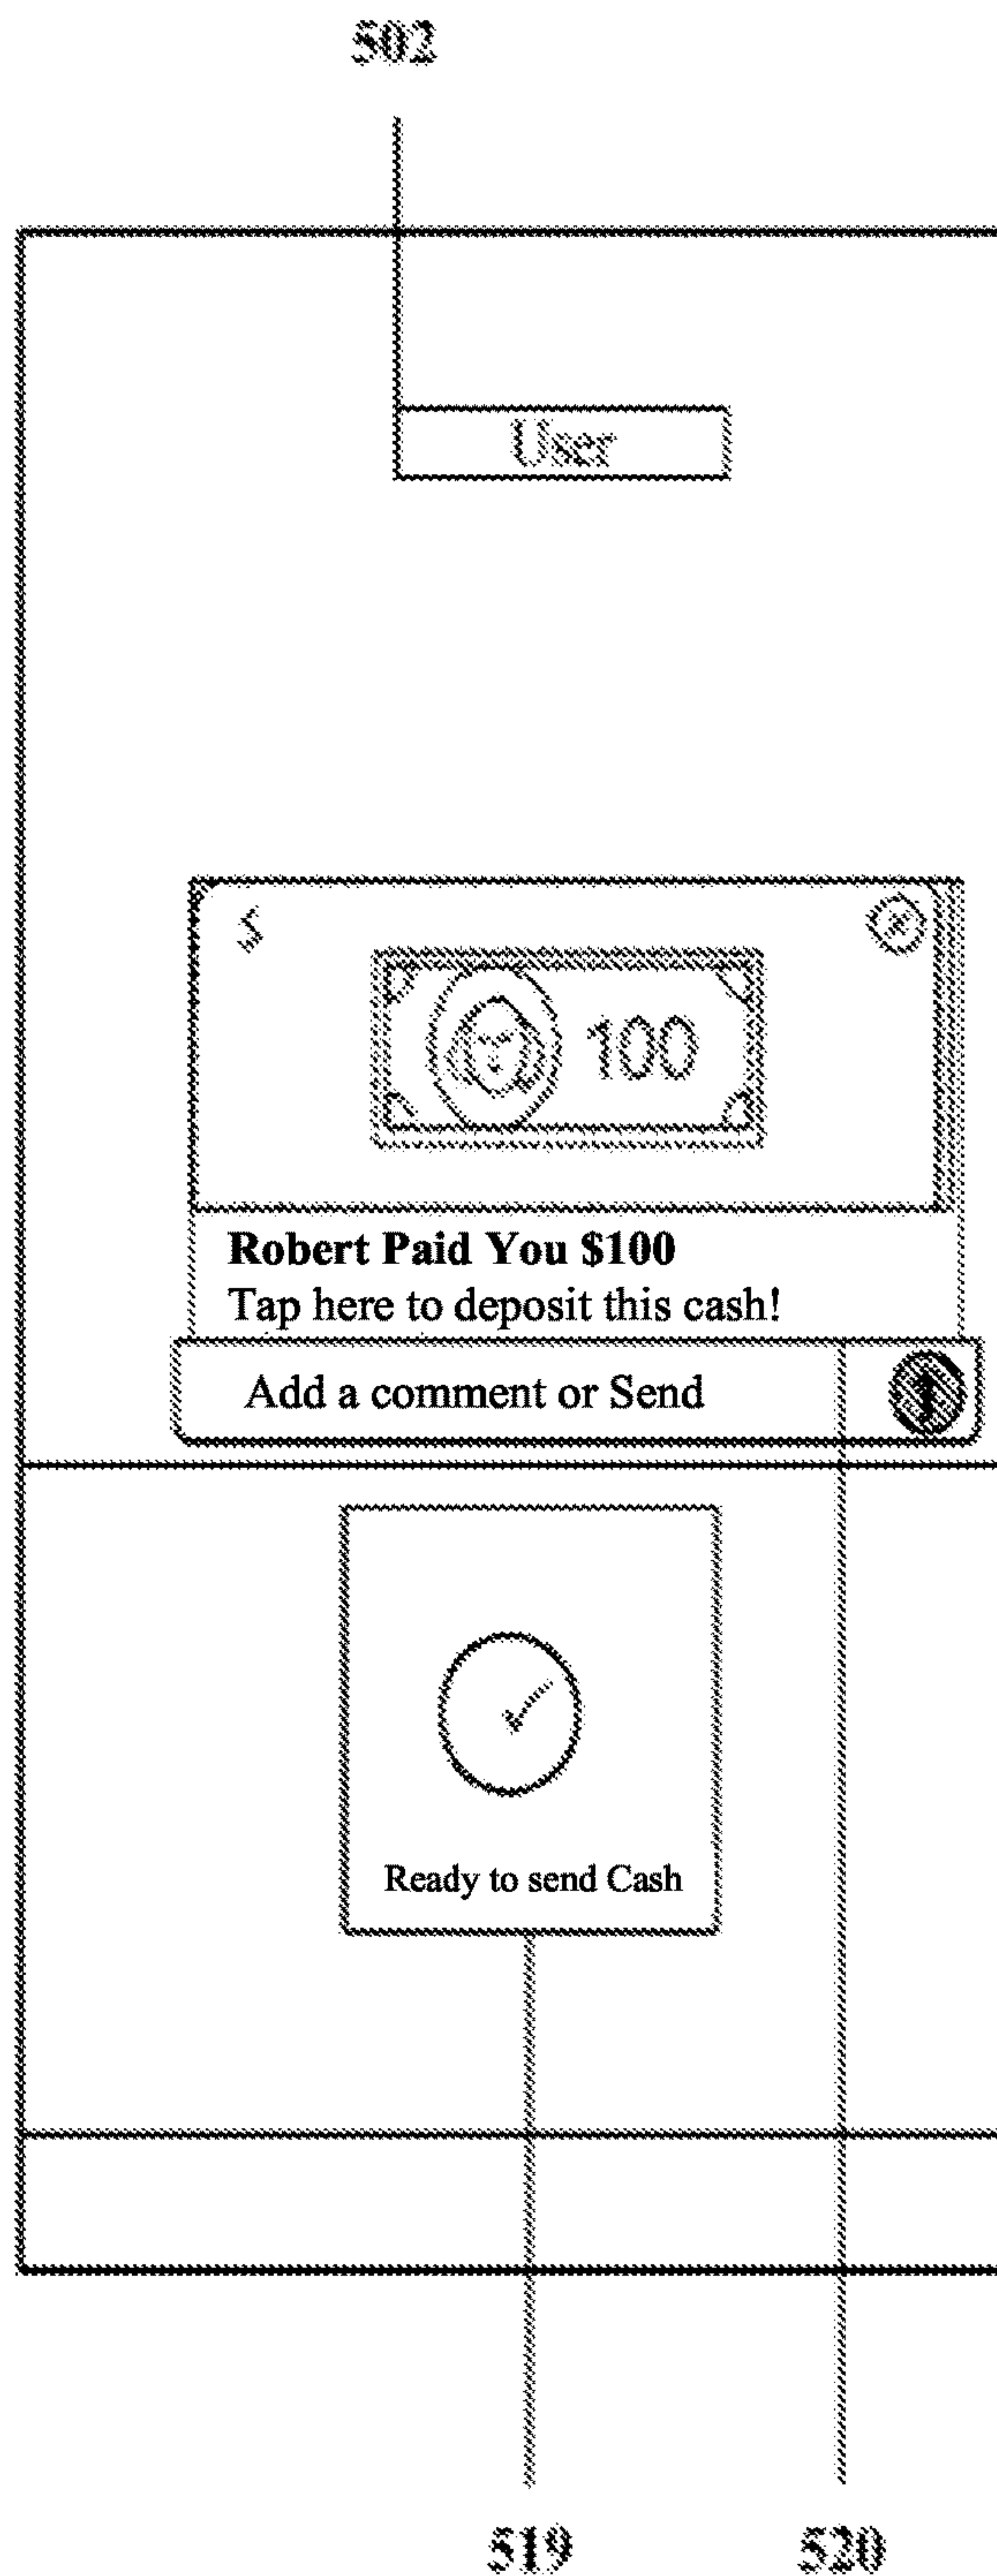 502
User
$
100
Robert Paid You $100
Tap here to deposit this cash!
Add a comment or Send
Ready to send Cash
519 520